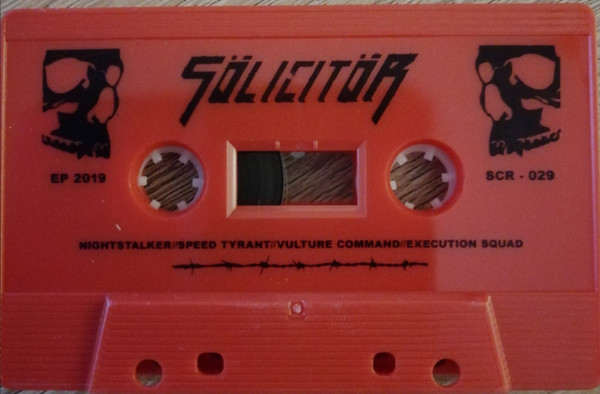 SÖLICITÖR
EP 2019
SCR - 029
NIGHTSTALKER//SPEED TYRANT//VULTURE COMMAND//EXECUTION SQUAD